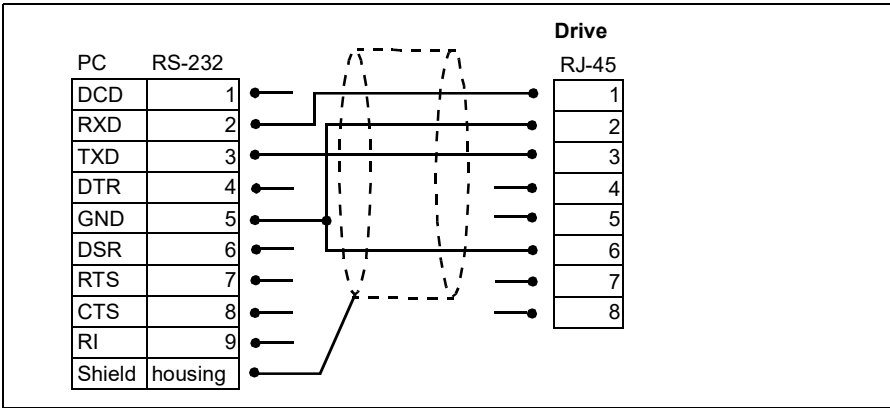 Drive
PC RS-232 RJ-45
DCD 1 1
RXD 2 2
TXD 3 3
DTR 4 4
GND 5 5
DSR 6 6
RTS 7 7
CTS 8 8
RI 9
Shield housing